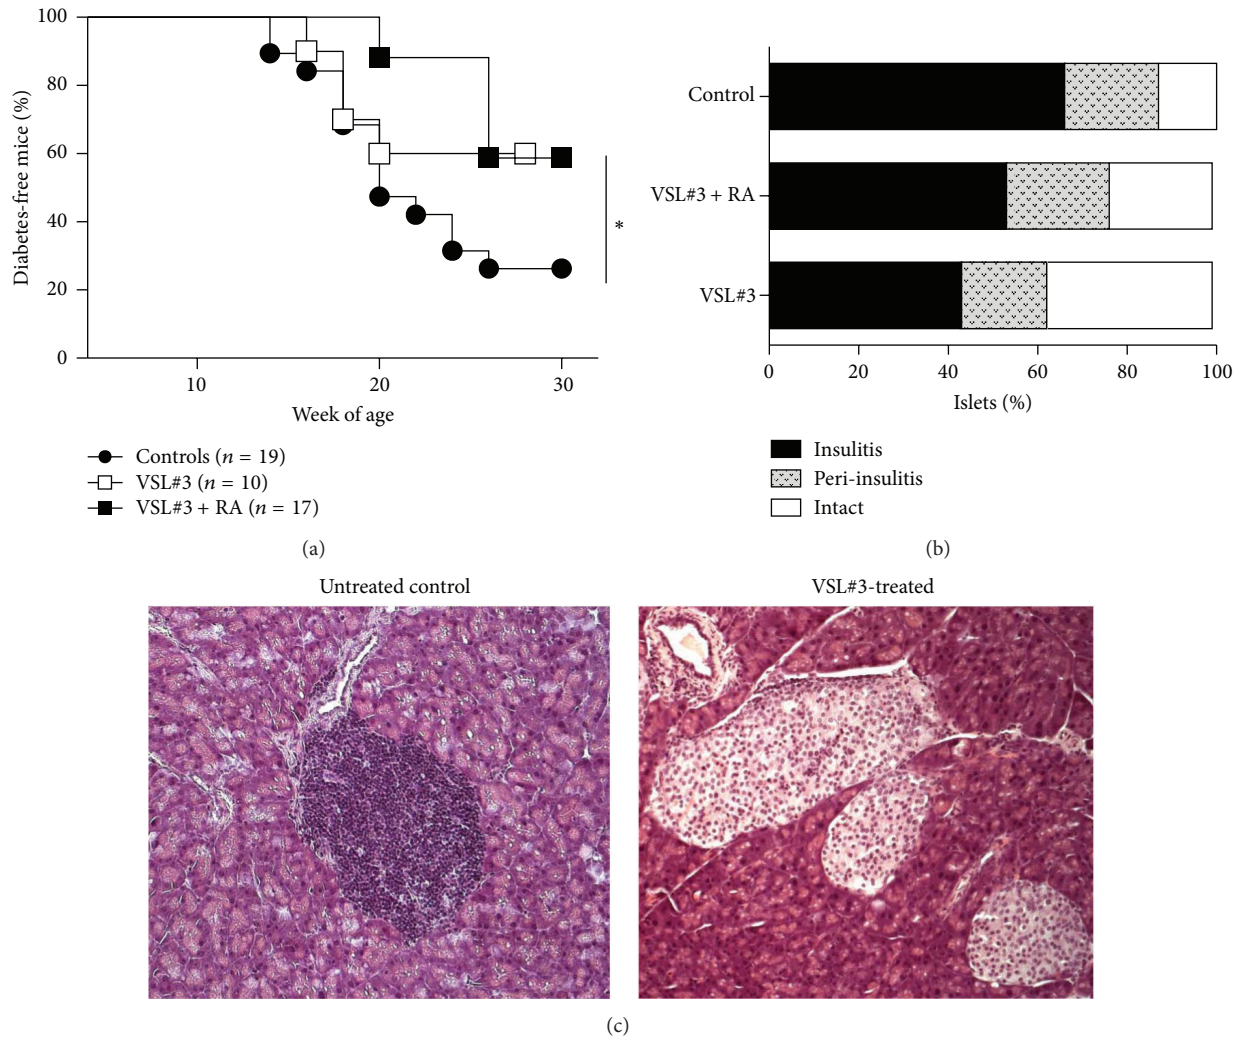 100
80
60
40
20
0
Diabetes-free mice (%)
10
20
30
Week of age
*
Controls (n = 19)
VSL#3 (n = 10)
VSL#3 + RA (n = 17)
(a)
Control
VSL#3 + RA
VSL#3
0
20
40
60
80
100
Islets (%)
Insulitis
Peri-insulitis
Intact
(b)
Untreated control
VSL#3-treated
(c)